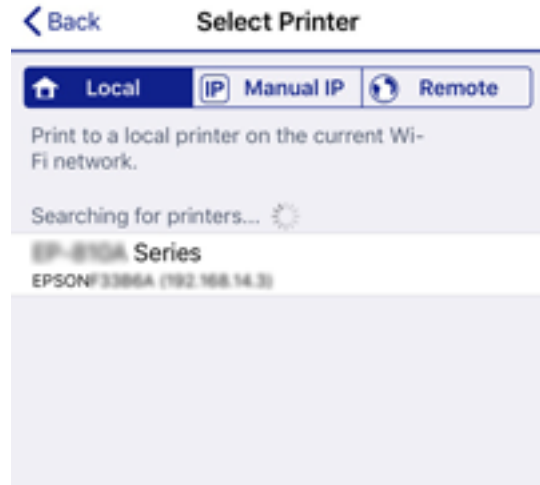 Back Select Printer
Local IP Manual IP Remote
Print to a local printer on the current Wi-
Fi network.
Searching for printers...
Series
EPSON